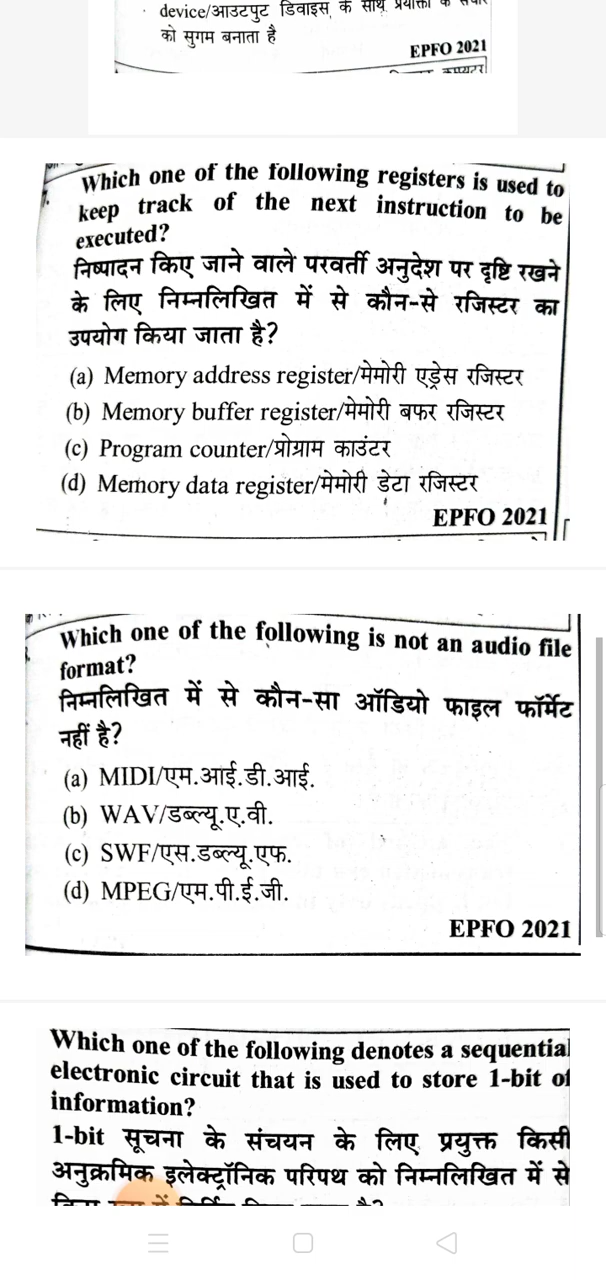 device/आउटपुट डिवाइस, के साथ
को सुगम बनाता है
EPFO 2021
7.
Which one of the following registers is used to
keep track of the next instruction to be
executed?
निष्पादन किए जाने वाले परवर्ती अनुदेश पर दृष्टि रखने
के लिए निम्नलिखित में से कौन-से रजिस्टर का
उपयोग किया जाता है?
(a) Memory address register/मेमोरी एड्रेस रजिस्टर
(b) Memory buffer register/मेमोरी बफर रजिस्टर
(c) Program counter/प्रोग्राम काउंटर
(d) Memory data register/मेमोरी डेटा रजिस्टर
EPFO 2021
Which one of the following is not an audio file
format?
निम्नलिखित में से कौन-सा ऑडियो फाइल फॉर्मेट
नहीं है?
(a) MIDI/एम.आई.डी.आई.
(b) WAV/डब्ल्यू.ए.वी.
(c) SWF/एस.डब्ल्यू.एफ.
(d) MPEG/एम.पी.ई.जी.
EPFO 2021
Which one of the following denotes a sequential
electronic circuit that is used to store 1-bit of
information?
1-bit सूचना के संचयन के लिए प्रयुक्त किसी
अनुक्रमिक इलेक्ट्रॉनिक परिपथ को निम्नलिखित में से